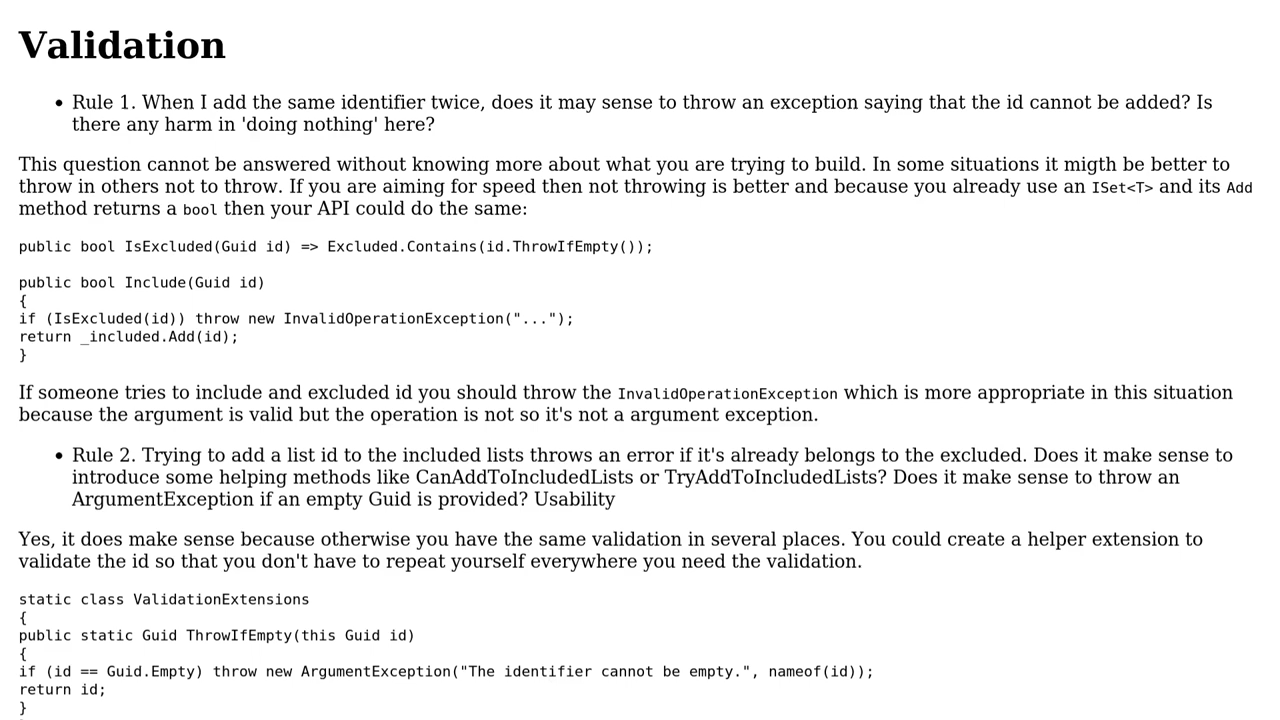 Validation
• Rule 1. When I add the same identifier twice, does it may sense to throw an exception saying that the id cannot be added? Is
there any harm in 'doing nothing' here?
This question cannot be answered without knowing more about what you are trying to build. In some situations it migth be better to
throw in others not to throw. If you are aiming for speed then not throwing is better and because you already use an ISet<T> and its Add
method returns a bool then your API could do the same:
public bool IsExcluded(Guid id) => Excluded.Contains(id.ThrowIfEmpty());
public bool Include(Guid id)
{
if (IsExcluded(id)) throw new InvalidOperationException("...");
return _included.Add(id);
}
If someone tries to include and excluded id you should throw the InvalidOperationException which is more appropriate in this situation
because the argument is valid but the operation is not so it's not a argument exception.
• Rule 2. Trying to add a list id to the included lists throws an error if it's already belongs to the excluded. Does it make sense to
introduce some helping methods like CanAddToIncludedLists or TryAddToIncludedLists? Does it make sense to throw an
ArgumentException if an empty Guid is provided? Usability
Yes, it does make sense because otherwise you have the same validation in several places. You could create a helper extension to
validate the id so that you don't have to repeat yourself everywhere you need the validation.
static class ValidationExtensions
{
public static Guid ThrowIfEmpty(this Guid id)
{
if (id == Guid.Empty) throw new ArgumentException("The identifier cannot be empty.", nameof(id));
return id;
}